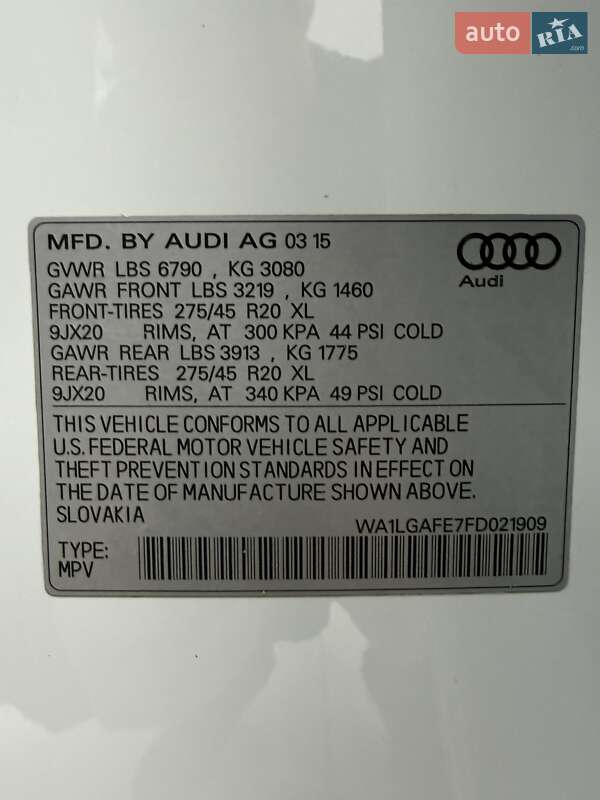 auto RIA.com
MFD. BY AUDI AG 03 15
GVWR LBS 6790 , KG 3080
GAWR FRONT LBS 3219 , KG 1460
FRONT-TIRES 275/45 R20 XL
9JX20 RIMS, AT 300 KPA 44 PSI COLD
GAWR REAR LBS 3913 , KG 1775
REAR-TIRES 275/45 R20 XL
9JX20 RIMS, AT 340 KPA 49 PSI COLD
Audi
THIS VEHICLE CONFORMS TO ALL APPLICABLE
U.S. FEDERAL MOTOR VEHICLE SAFETY AND
THEFT PREVENTION STANDARDS IN EFFECT ON
THE DATE OF MANUFACTURE SHOWN ABOVE.
SLOVAKIA
WA1LGAFE7FD021909
TYPE:
MPV